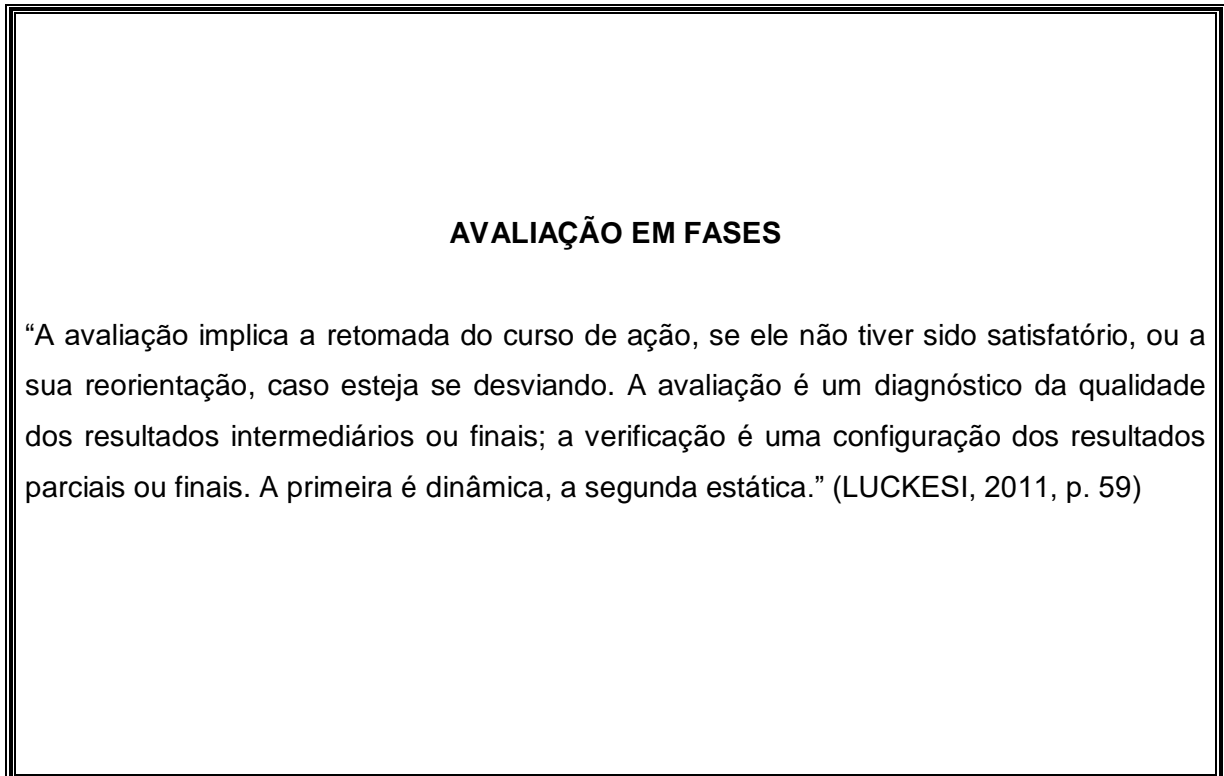 AVALIAÇÃO EM FASES
“A avaliação implica a retomada do curso de ação, se ele não tiver sido satisfatório, ou a
sua reorientação, caso esteja se desviando. A avaliação é um diagnóstico da qualidade
dos resultados intermediários ou finais; a verificação é uma configuração dos resultados
parciais ou finais. A primeira é dinâmica, a segunda estática.” (LUCKESI, 2011, p. 59)